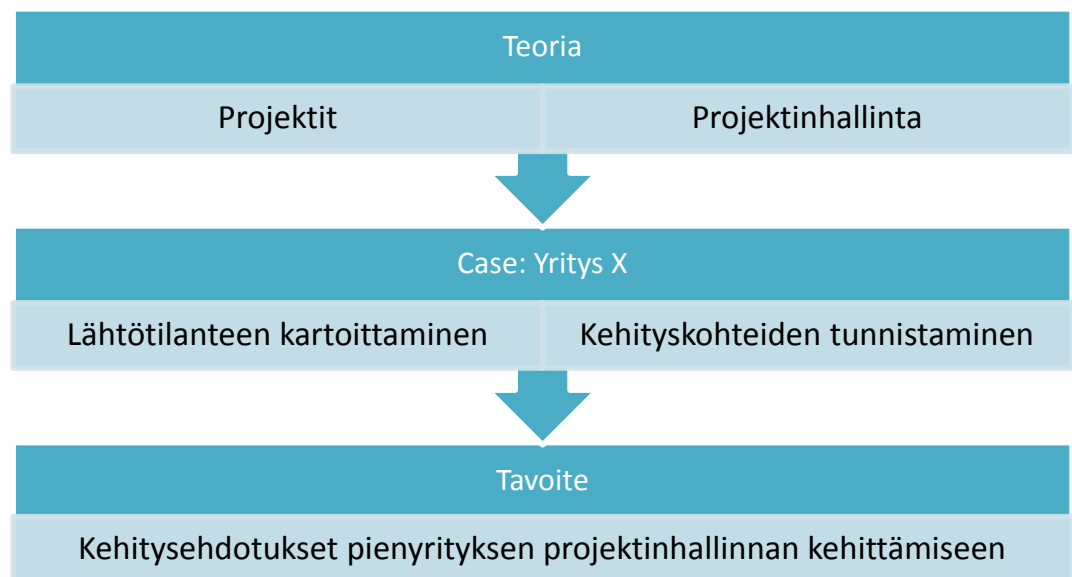 Teoria
Projektit
Projektinhallinta
Case: Yritys X
Lähtötilanteen kartoittaminen
Kehityskohteiden tunnistaminen
Tavoite
Kehitysehdotukset pienyrityksen projektinhallinnan kehittämiseen